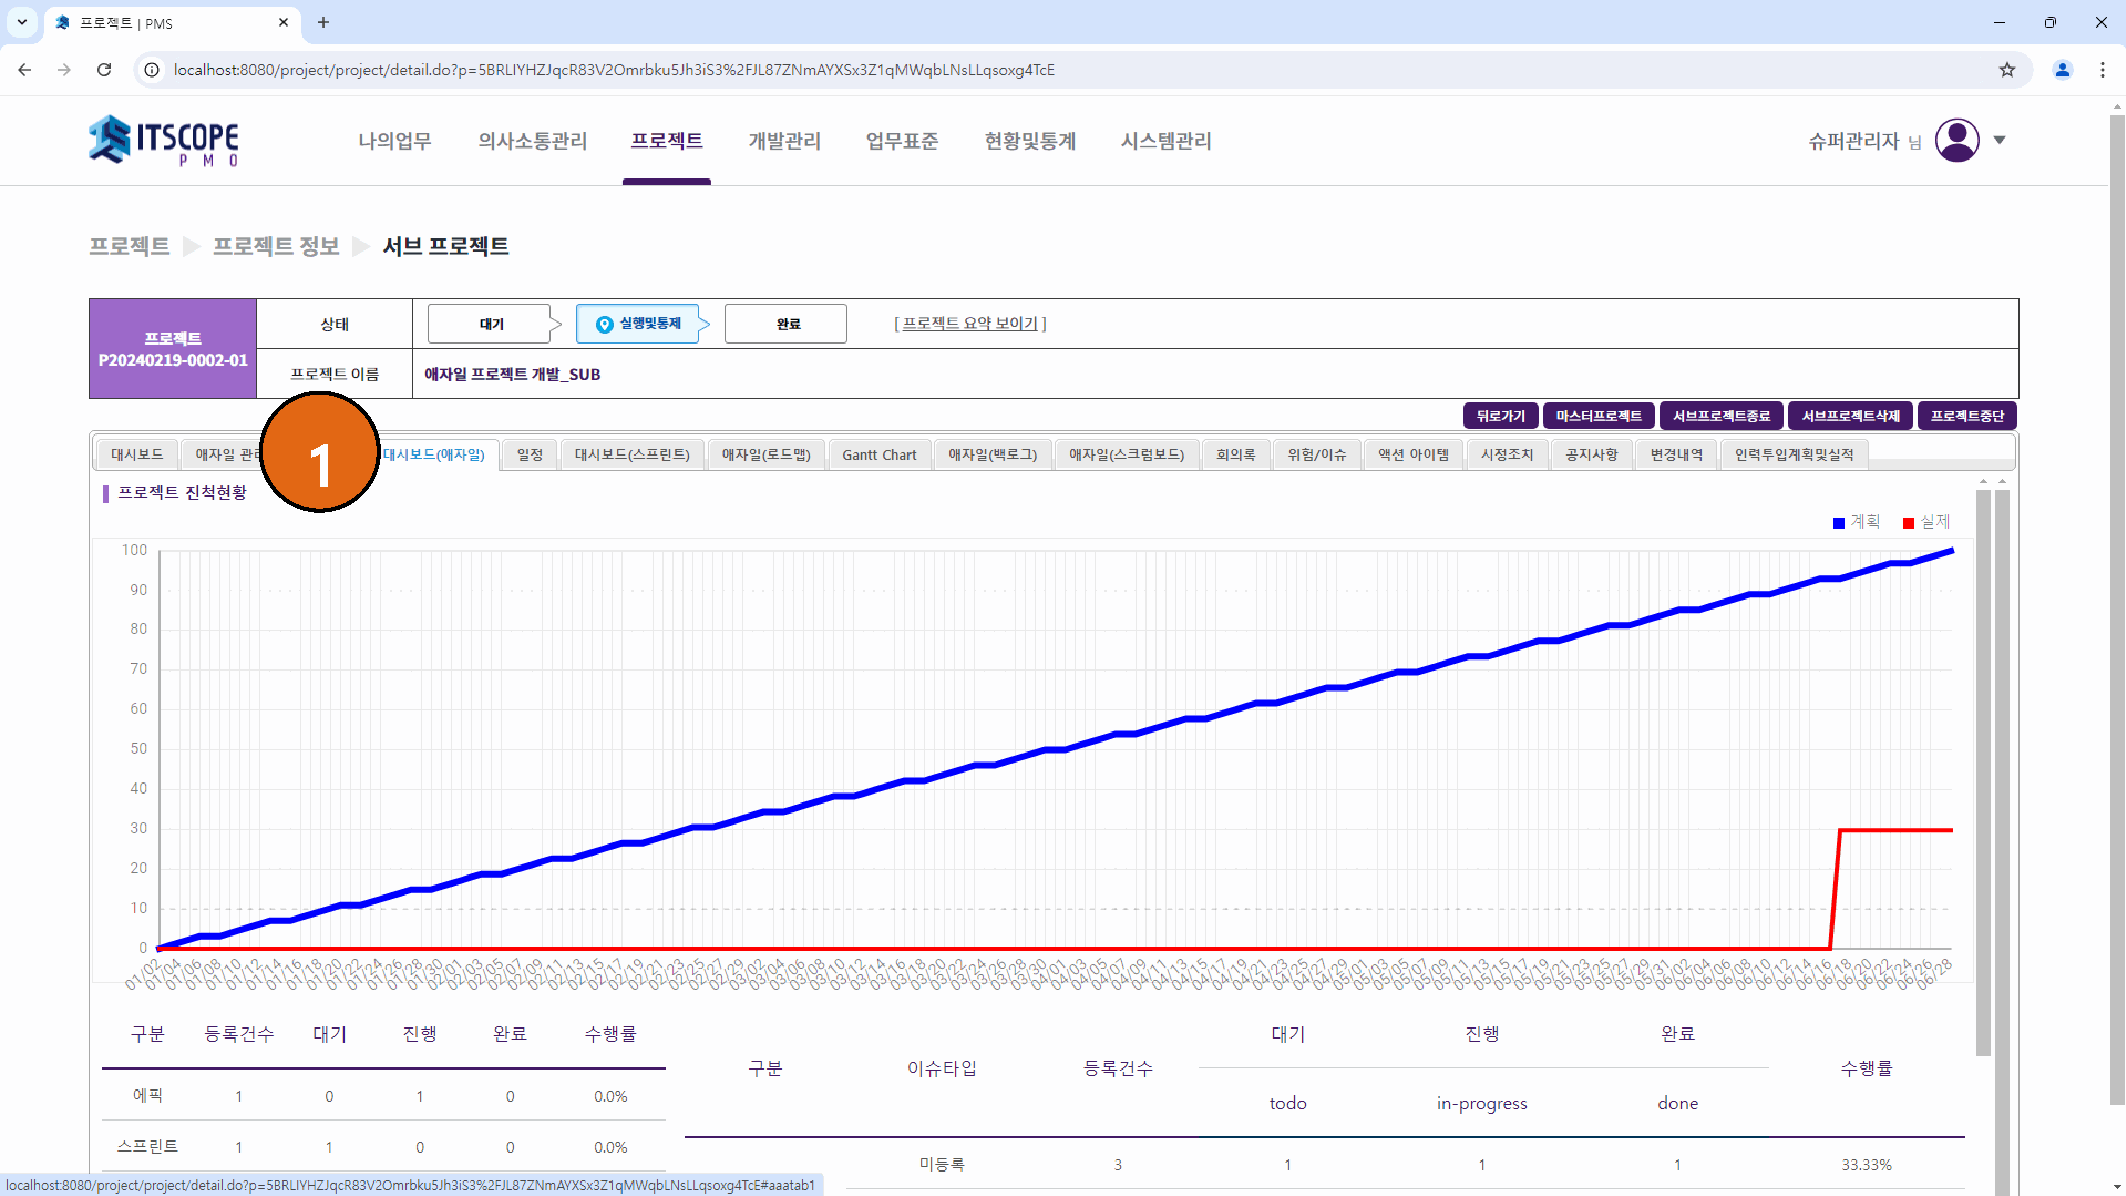 프로젝트 | PMS
localhost:8080/project/project/detail.do?p=5BRLIYHZJqcR83V2Omrbku5Jh3iS3%2FJL87ZNmAYXSx3Z1qMWqbLNsLLqsoxg4TcE
ITSCOPE
PMO
나의업무 의사소통관리 프로젝트 개발관리 업무표준 현황및통계 시스템관리
슈퍼관리자 님
프로젝트 프로젝트 정보 서브 프로젝트
프로젝트
P20240219-0002-01
상태 대기 실행및통제 완료 [ 프로젝트 요약 보이기 ]
프로젝트 이름 애자일 프로젝트 개발_SUB
뒤로가기 마스터프로젝트 서브프로젝트종료 서브프로젝트삭제 프로젝트중단
대시보드 애자일 1 대시보드(애자일) 일정 대시보드(스프린트) 애자일(로드맵) Gantt Chart 애자일(백로그) 애자일(스크럼보드) 회의록 위험/이슈 액션 아이템 시정조치 공지사항 변경내역 인력투입계획및실적
프로젝트 진척현황
계획 실제
100
90
80
70
60
50
40
30
20
10
0
01/02 01/04 01/06 01/08 01/10 01/12 01/14 01/16 01/18 01/20 01/22 01/24 01/26 01/28 01/30 02/01 02/03 02/05 02/07 02/09 02/11 02/13 02/15 02/17 02/19 02/21 02/23 02/25 02/27 02/29 03/02 03/04 03/06 03/08 03/10 03/12 03/14 03/16 03/18 03/20 03/22 03/24 03/26 03/28 03/30 04/01 04/03 04/05 04/07 04/09 04/11 04/13 04/15 04/17 04/19 04/21 04/23 04/25 04/27 04/29 05/01 05/03 05/05 05/07 05/09 05/11 05/13 05/15 05/17 05/19 05/21 05/23 05/25 05/27 05/29 05/31 06/02 06/04 06/06 06/08 06/10 06/12 06/14 06/16 06/18 06/20 06/22 06/24 06/26 06/28
구분 등록건수 대기 진행 완료 수행률
에픽 1 0 1 0 0.0%
스프린트 1 1 0 0 0.0%
구분 이슈타입 등록건수 대기 진행 완료 수행률
todo in-progress done
미등록 3 1 1 1 33.33%
localhost:8080/project/project/detail.do?p=5BRLIYHZJqcR83V2Omrbku5Jh3iS3%2FJL87ZNmAYXSx3Z1qMWqbLNsLLqsoxg4TcE#aaatab1